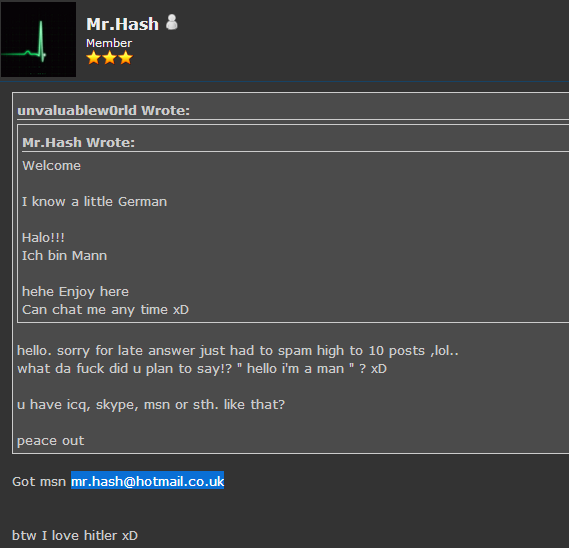 Mr.Hash
Member
unvaluablew0rld Wrote:
Mr.Hash Wrote:
Welcome
I know a little German
Halo!!!
Ich bin Mann
hehe Enjoy here
Can chat me any time xD
hello. sorry for late answer just had to spam high to 10 posts ,lol..
what da fuck did u plan to say!? " hello i'm a man " ? xD
u have icq, skype, msn or sth. like that?
peace out
Got msn mr.hash@hotmail.co.uk
btw I love hitler xD